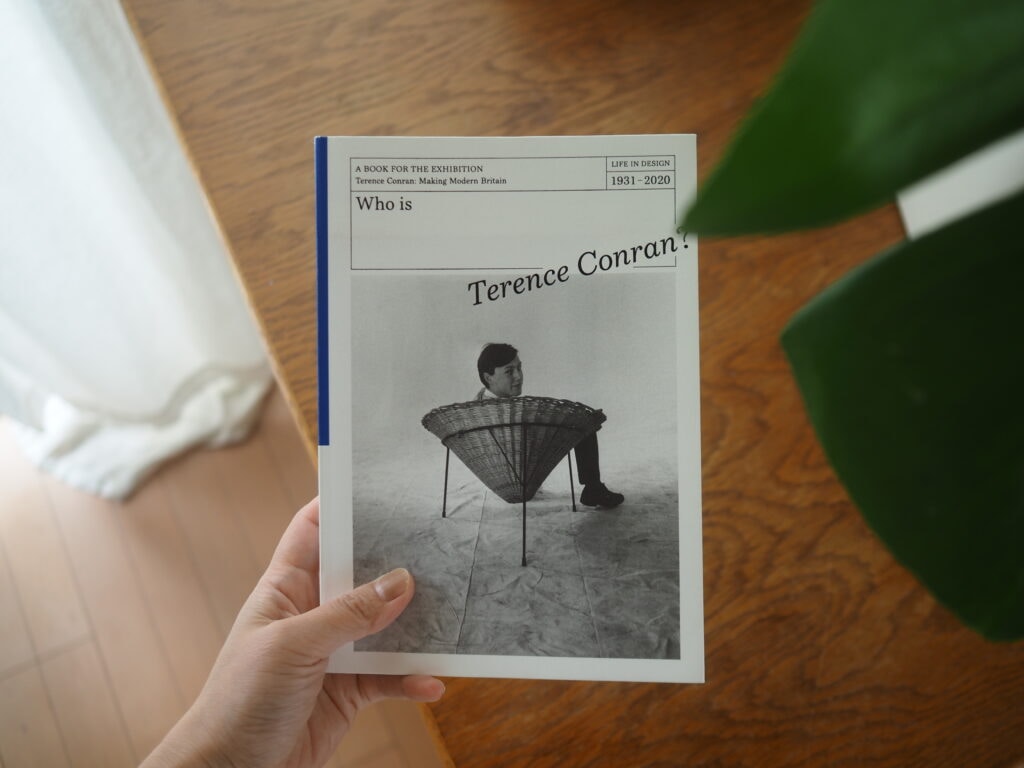 A BOOK FOR THE EXHIBITION
Terence Conran: Making Modern Britain
LIFE IN DESIGN
1931–2020
Who is
Terence Conran?